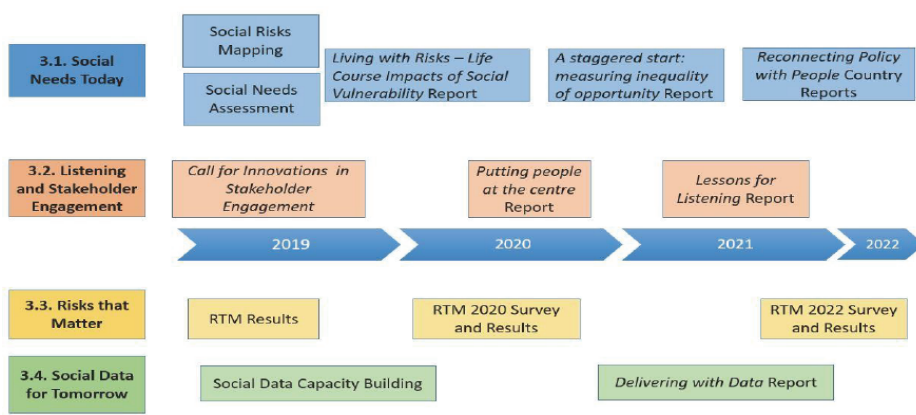 3.1. Social
Needs Today
Social Risks
Mapping
Social Needs
Assessment
Living with Risks – Life
Course Impacts of Social
Vulnerability Report
A staggered start:
measuring inequality
of opportunity Report
Reconnecting Policy
with People Country
Reports
3.2. Listening
and Stakeholder
Engagement
Call for Innovations in
Stakeholder
Engagement
Putting people
at the centre
Report
Lessons for
Listening Report
2019
2020
2021
2022
3.3. Risks that
Matter
RTM Results
RTM 2020 Survey
and Results
RTM 2022 Survey
and Results
3.4. Social Data
for Tomorrow
Social Data Capacity Building
Delivering with Data Report